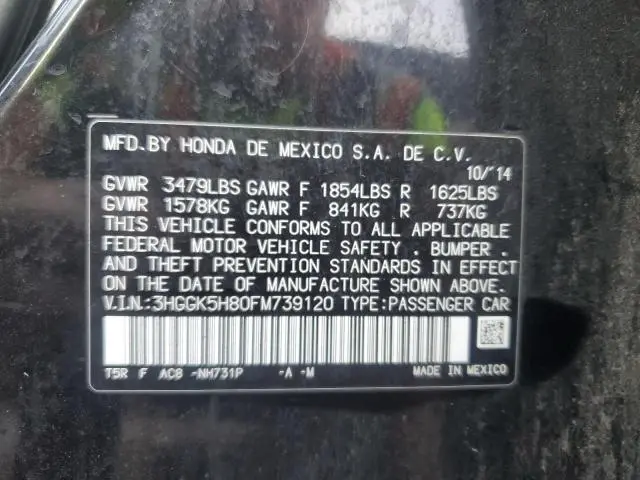 MFD.BY HONDA DE MEXICO S.A. DE C.V.
10/'14
GVWR 3479LBS GAWR F 1854LBS R 1625LBS
GVWR 1578KG GAWR F 841KG R 737KG
THIS VEHICLE CONFORMS TO ALL APPLICABLE
FEDERAL MOTOR VEHICLE SAFETY . BUMPER .
AND THEFT PREVENTION STANDARDS IN EFFECT
ON THE DATE OF MANUFACTURE SHOWN ABOVE.
V.I.N.:3HGGK5H80FM739120 TYPE:PASSENGER CAR
T5R F AC8 -NH731P -A -M
MADE IN MEXICO